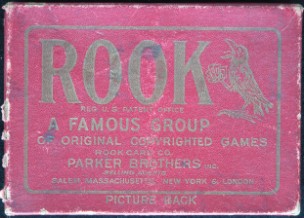 ROOK
REG. U.S. PATENT OFFICE
A FAMOUS GROUP
OF ORIGINAL COPYRIGHTED GAMES
ROOK CARD CO.
PARKER BROTHERS INC.
SALEM, MASSACHUSETTS NEW YORK & LONDON
PICTURE BACK